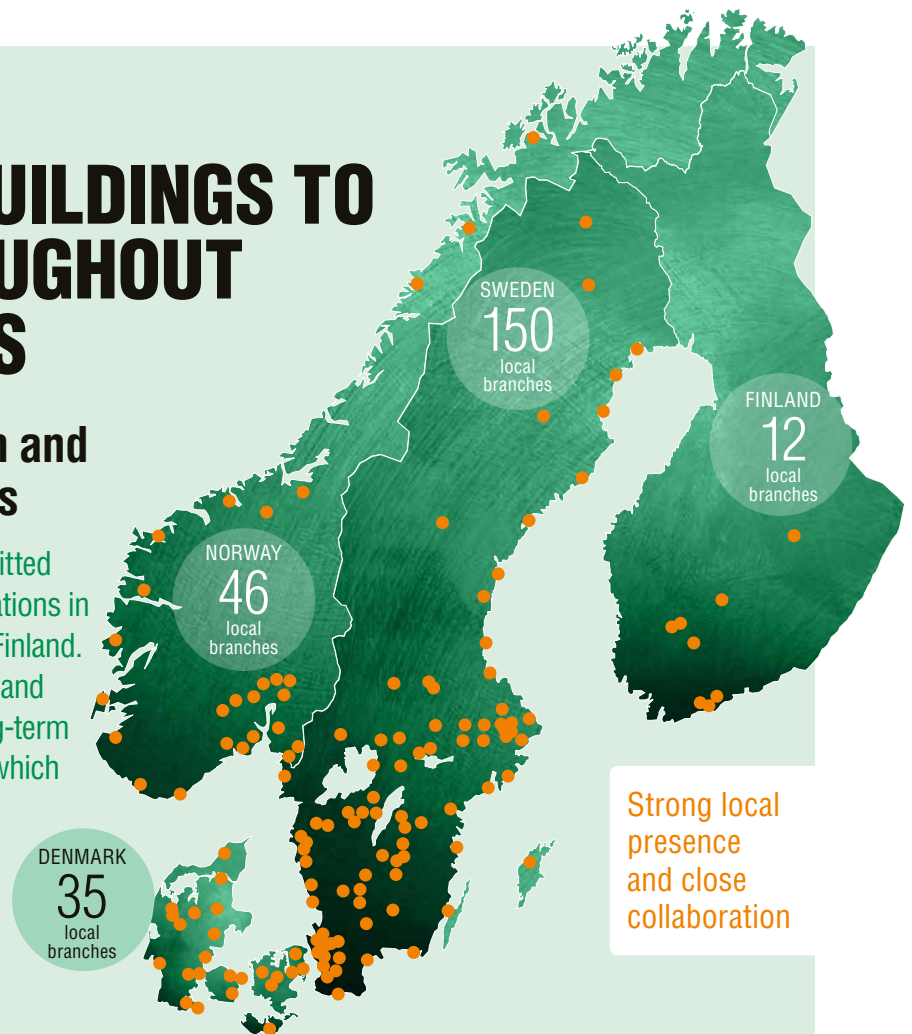 UILDINGS TO
UGHOUT
S
n and
s
itted
ations in
Finland.
and
g-term
which
SWEDEN
150
local
branches
FINLAND
12
local
branches
NORWAY
46
local
branches
DENMARK
35
local
branches
Strong local
presence
and close
collaboration